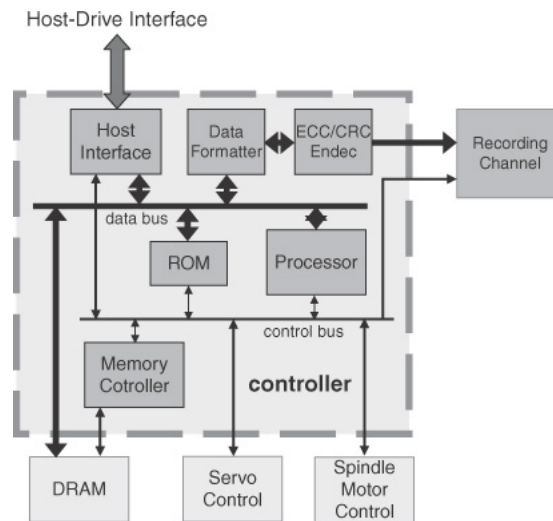 Host-Drive Interface
Host
Interface
Data
Formatter
ECC/CRC
Endec
Recording
Channel
data bus
ROM
Processor
control bus
Memory
Cotroller
controller
DRAM
Servo
Control
Spindle
Motor
Control